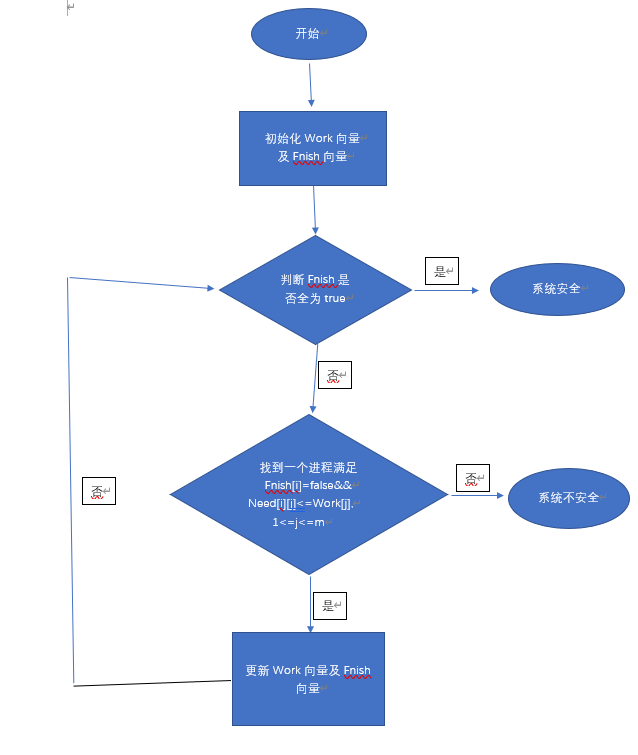 开始
初始化 Work 向量
及 Fnish 向量
判断 Fnish 是
否全为 true
是
系统安全
否
找到一个进程满足
Fnish[i]=false&&
Need[i][j]<=Work[j],
1<=j<=m
否
系统不安全
否
是
更新 Work 向量及 Fnish
向量